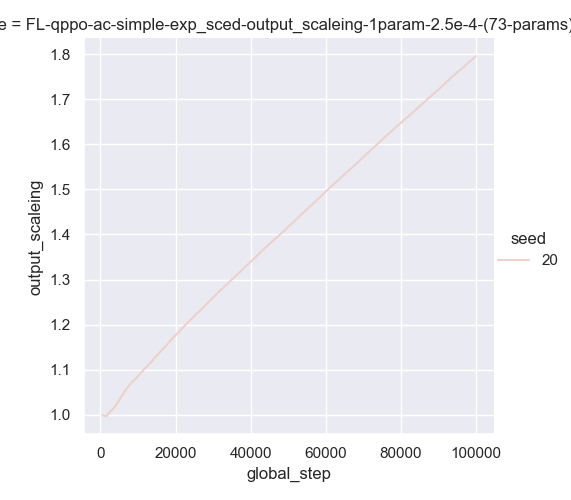 e = FL-qppo-ac-simple-exp_sced-output_scaleing-1param-2.5e-4-(73-params)
1.8
1.7
1.6
1.5
1.4
1.3
1.2
1.1
1.0
output_scaleing
seed
20
0 20000 40000 60000 80000 100000
global_step